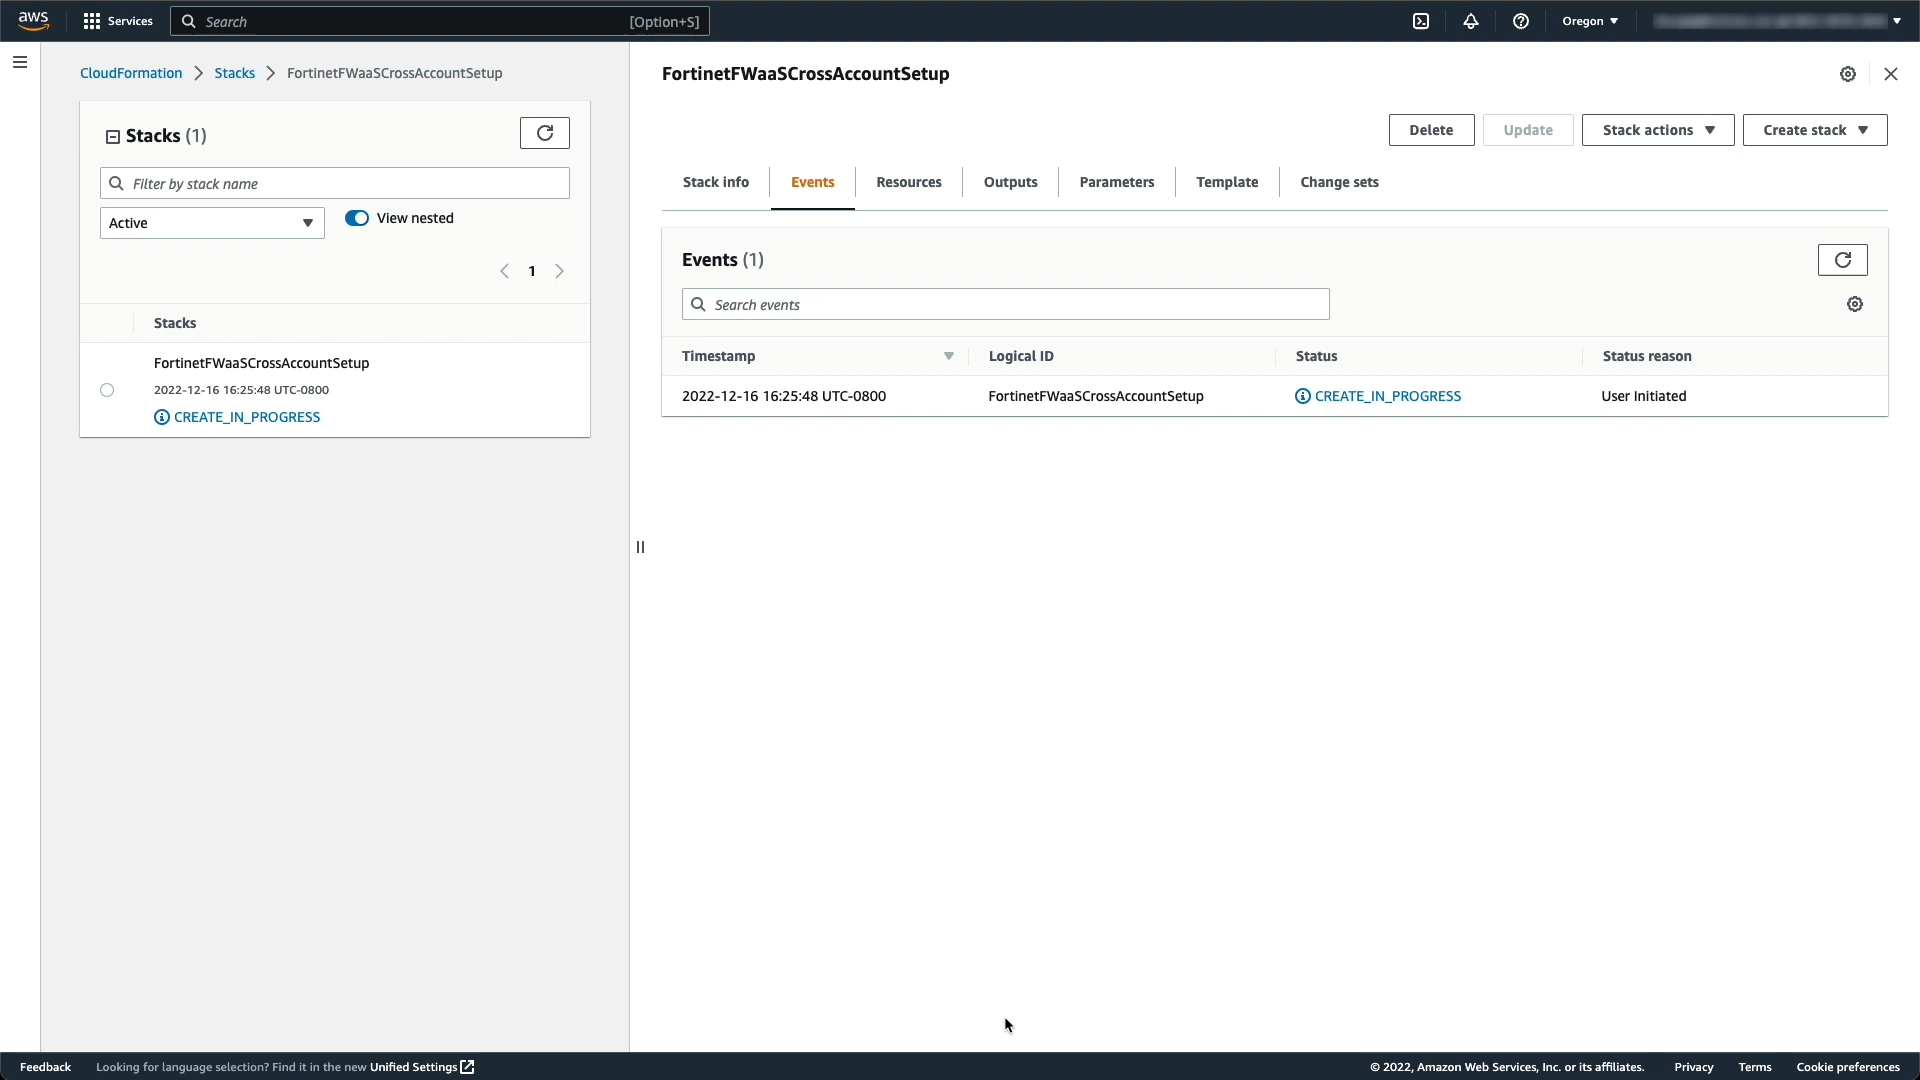 aws Services Search [Option+S] Oregon
CloudFormation Stacks FortinetFWaaSCrossAccountSetup
Stacks (1)
Filter by stack name
Active View nested
1
Stacks
FortinetFWaaSCrossAccountSetup
2022-12-16 16:25:48 UTC-0800
CREATE_IN_PROGRESS
FortinetFWaaSCrossAccountSetup
Delete Update Stack actions Create stack
Stack info Events Resources Outputs Parameters Template Change sets
Events (1)
Search events
Timestamp Logical ID Status Status reason
2022-12-16 16:25:48 UTC-0800 FortinetFWaaSCrossAccountSetup CREATE_IN_PROGRESS User Initiated
Feedback Looking for language selection? Find it in the new Unified Settings © 2022, Amazon Web Services, Inc. or its affiliates. Privacy Terms Cookie preferences